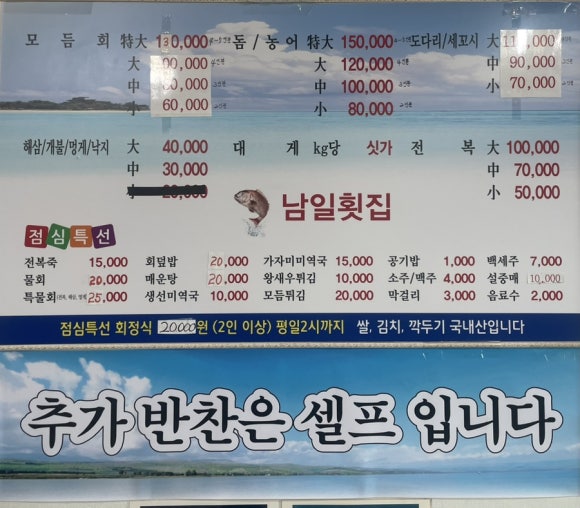 모듬회 特大 130,000 돔/농어 特大 150,000 도다리/세꼬시 大
大 00,000 大 120,000 中 90,000
中 80,000 中 100,000 小 70,000
小 60,000 小 80,000
해삼/개불/멍게/낙지 大 40,000 대게 kg당 싯가 전복 大 100,000
中 30,000 中 70,000
小 20,000 小 50,000
남일횟집
점심특선
전복죽 15,000 회덮밥 20,000 가자미미역국 15,000 공기밥 1,000 백세주 7,000
물회 20,000 매운탕 20,000 왕새우튀김 10,000 소주/맥주 4,000 설중매 10,000
특물회(전복, 해삼, 멍게) 25,000 생선미역국 10,000 모듬튀김 20,000 막걸리 3,000 음료수 2,000
점심특선 회정식 20000원 (2인 이상) 평일2시까지 쌀, 김치, 깍두기 국내산입니다
추가 반찬은 셀프 입니다